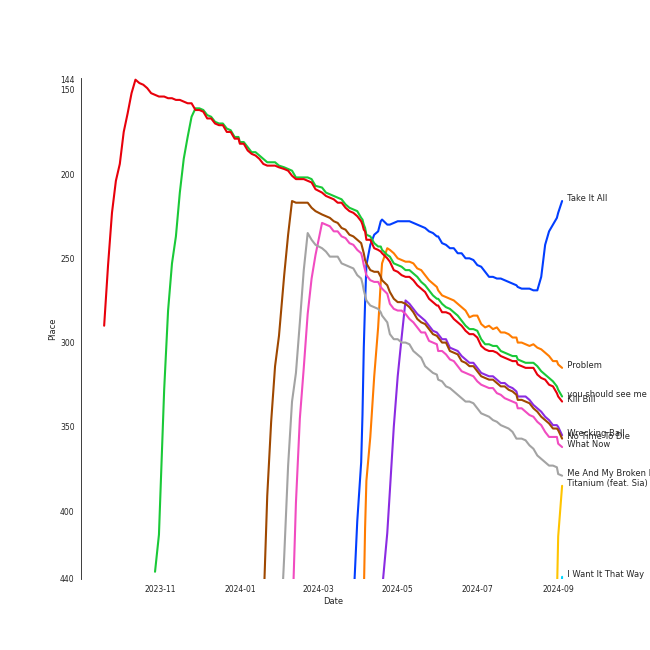 144
150
200
250
300
350
400
440
Place
2023-11
2024-01
2024-03
2024-05
2024-07
2024-09
Date
Take It All
Problem
you should see me
Kill Bill
Wrecking Ball
No Time To Die
What Now
Me And My Broken
Titanium (feat. Sia)
I Want It That Way